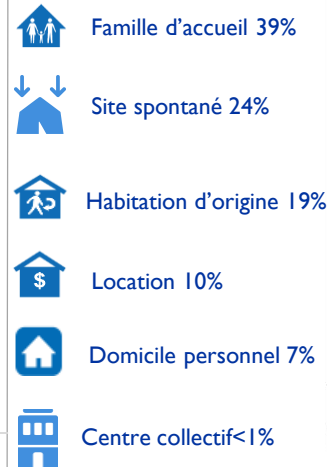 Famille d'accueil 39%
Site spontané 24%
Habitation d'origine 19%
$
Location 10%
Domicile personnel 7%
Centre collectif<1%